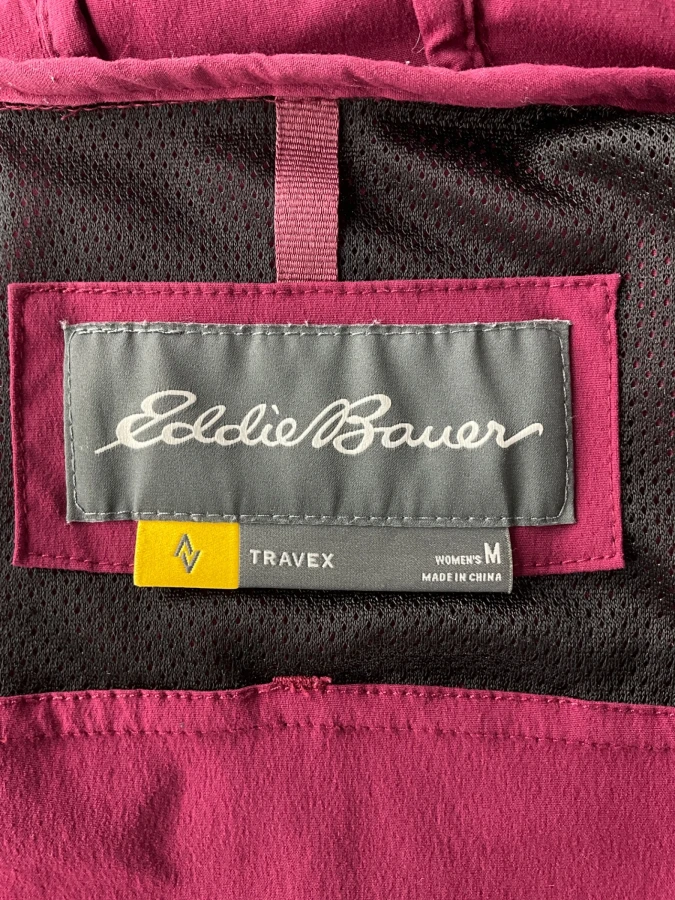 Eddie Bauer
TRAVEX
WOMEN'S M
MADE IN CHINA